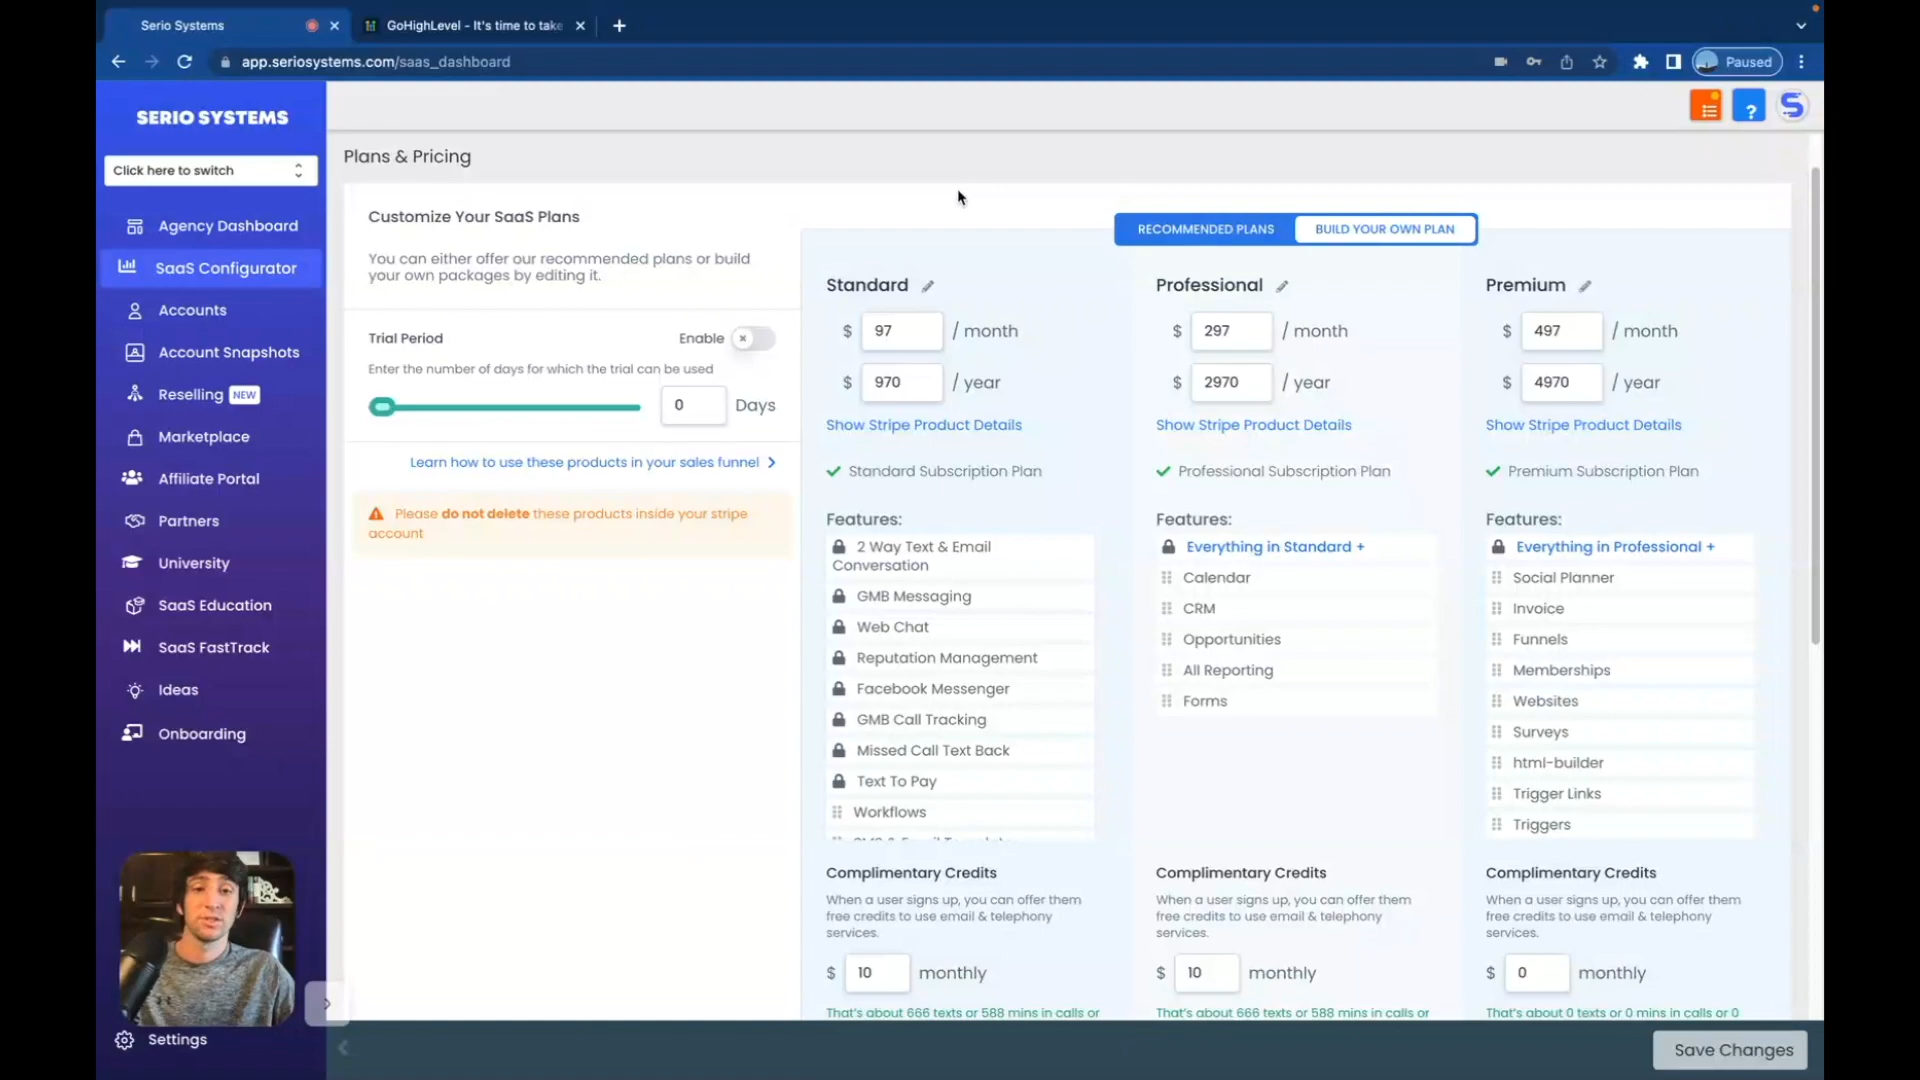 Serio Systems
GoHighLevel - It's time to take
app.seriosystems.com/saas_dashboard
Paused
SERIO SYSTEMS
Click here to switch
Agency Dashboard
SaaS Configurator
Accounts
Account Snapshots
Reselling NEW
Marketplace
Affiliate Portal
Partners
University
SaaS Education
SaaS FastTrack
Ideas
Onboarding
Settings
Plans & Pricing
Customize Your SaaS Plans
You can either offer our recommended plans or build
your own packages by editing it.
Trial Period
Enable
Enter the number of days for which the trial can be used
0 Days
Learn how to use these products in your sales funnel
Please do not delete these products inside your stripe
account
RECOMMENDED PLANS
BUILD YOUR OWN PLAN
Standard
$ 97 / month
$ 970 / year
Show Stripe Product Details
Standard Subscription Plan
Features:
2 Way Text & Email
Conversation
GMB Messaging
Web Chat
Reputation Management
Facebook Messenger
GMB Call Tracking
Missed Call Text Back
Text To Pay
Workflows
Complimentary Credits
When a user signs up, you can offer them
free credits to use email & telephony
services.
$ 10 monthly
That's about 666 texts or 588 mins in calls or
Professional
$ 297 / month
$ 2970 / year
Show Stripe Product Details
Professional Subscription Plan
Features:
Everything in Standard +
Calendar
CRM
Opportunities
All Reporting
Forms
Complimentary Credits
When a user signs up, you can offer them
free credits to use email & telephony
services.
$ 10 monthly
That's about 666 texts or 588 mins in calls or
Premium
$ 497 / month
$ 4970 / year
Show Stripe Product Details
Premium Subscription Plan
Features:
Everything in Professional +
Social Planner
Invoice
Funnels
Memberships
Websites
Surveys
html-builder
Trigger Links
Triggers
Complimentary Credits
When a user signs up, you can offer them
free credits to use email & telephony
services.
$ 0 monthly
That's about 0 texts or 0 mins in calls or 0
Save Changes